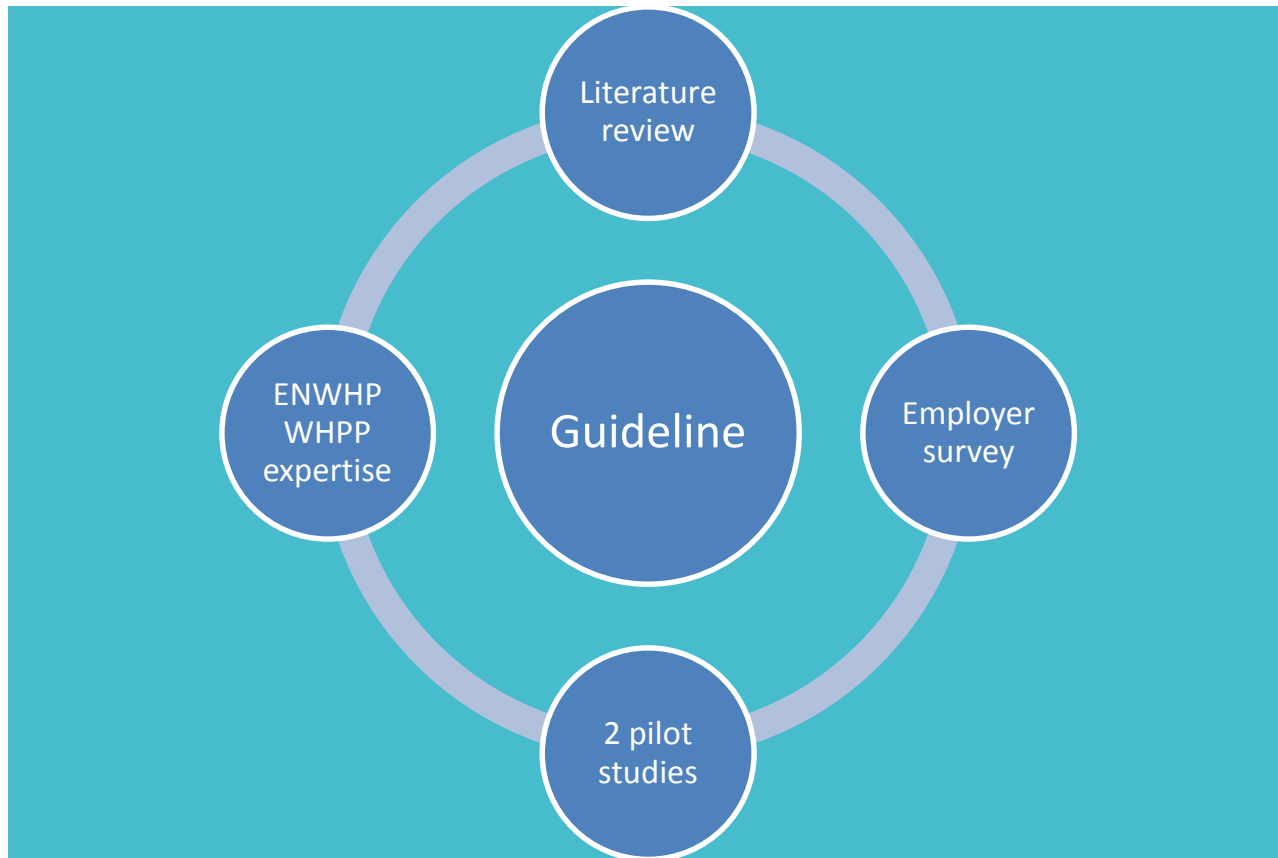 Literature
review
ENWHP
WHPP
expertise
Guideline
Employer
survey
2 pilot
studies